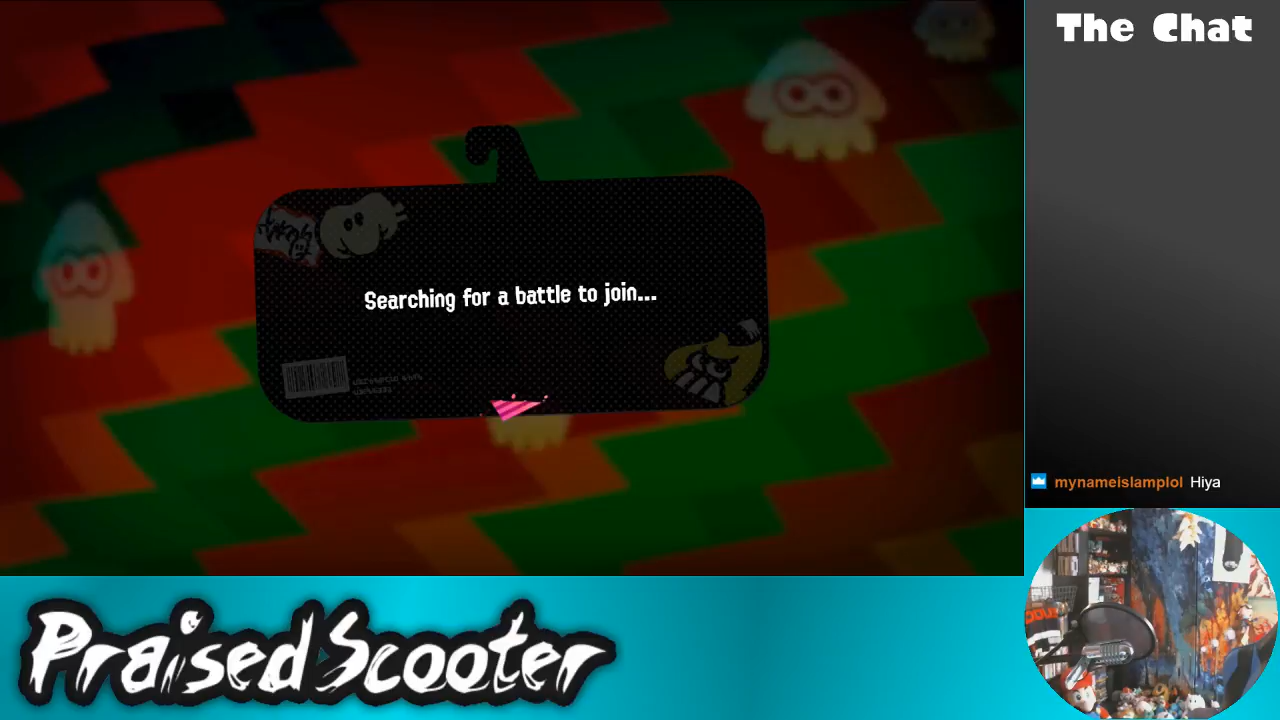 The Chat
Searching for a battle to join...
mynameislamplol Hiya
PraisedScooter